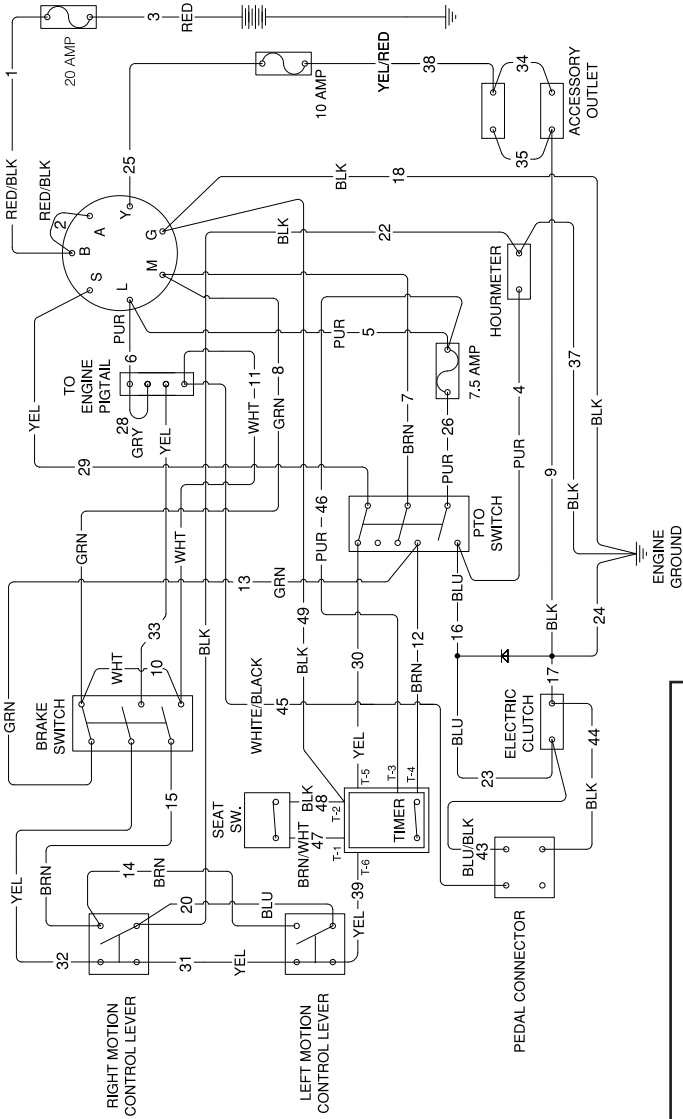 RIGHT MOTION
CONTROL LEVER
LEFT MOTION
CONTROL LEVER
YEL
32
GRN
BRN
YEL
29
YEL
RED/BLK
1
BRAKE
SWITCH
GRN
TO
ENGINE
PIGTAIL
RED/BLK
2
20 AMP
3
RED
14
BRN
15
WHT
10
33
WHT
28
GRY
YEL
6
PUR
S
B
A
L
Y
M
G
25
31
YEL
20
BLU
BLK
SEAT
SW.
WHITE/BLACK
45
13
GRN
WHT
11
GRN
8
BLK
10 AMP
BRN/WHT
47
BLK
48
BLK
49
PUR
46
PUR
5
T-1
T-2
T-6
T-5
T-3
T-4
TIMER
YEL
39
YEL
30
BRN
12
BRN
7
22
BLK
18
YEL/RED
38
PUR
26
7.5 AMP
PTO
SWITCH
BLU
16
BLU
23
BLU/BLK
43
PEDAL CONNECTOR
ELECTRIC
CLUTCH
17
BLK
44
PUR
4
HOURMETER
BLK
9
35
34
ACCESSORY
OUTLET
BLK
37
24
BLK
ENGINE
GROUND